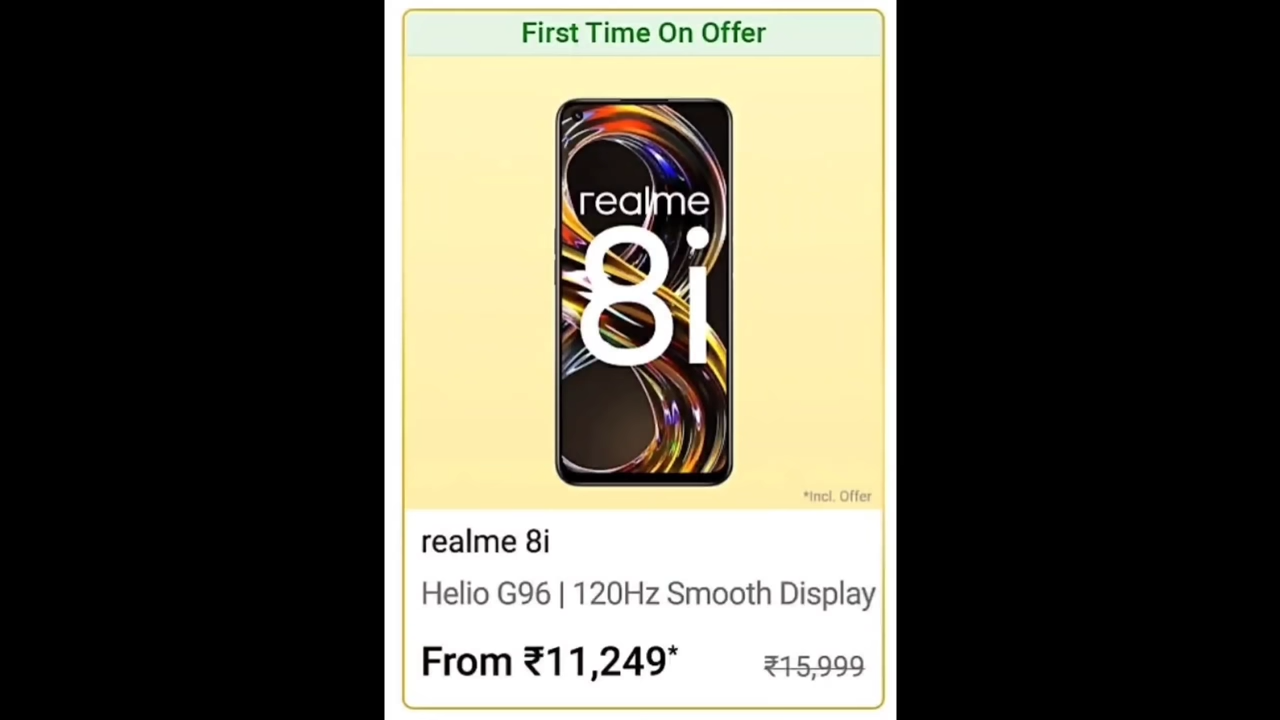 First Time On Offer
realme
8i
*Incl. Offer
realme 8i
Helio G96 | 120Hz Smooth Display
From ₹11,249*
₹15,999